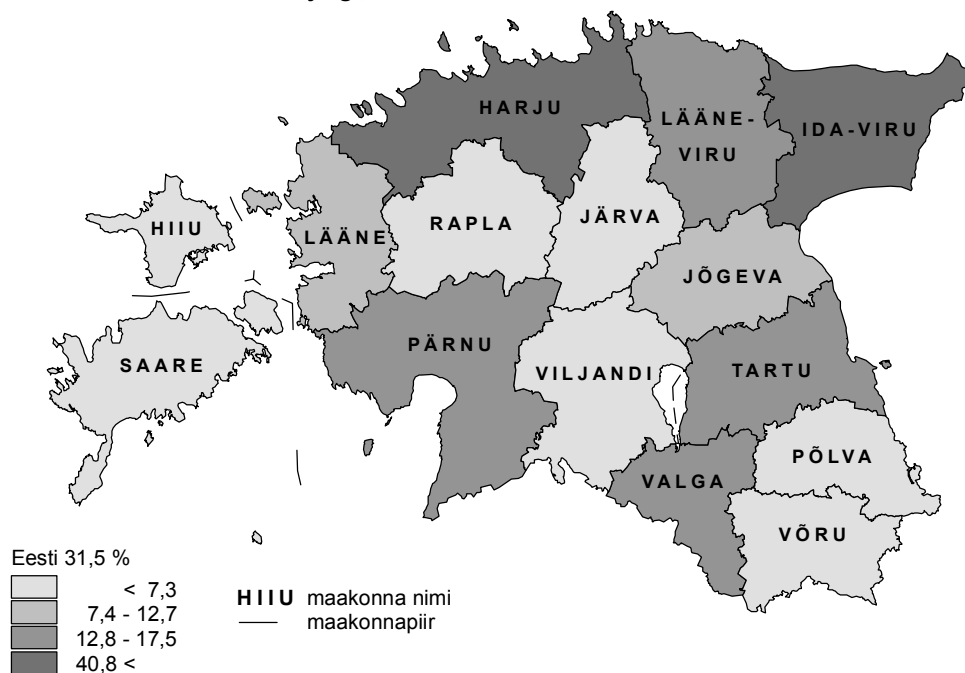 HARJU
LÄÄNE-
VIRU
IDA-VIRU
HIIU
LÄÄNE
RAPLA
JÄRVA
JÕGEVA
SAARE
PÄRNU
VILJANDI
TARTU
VALGA
PÕLVA
VÕRU
Eesti 31,5 %
< 7,3
7,4 - 12,7
12,8 - 17,5
40,8 <
HIIU maakonna nimi
maakonnapiir